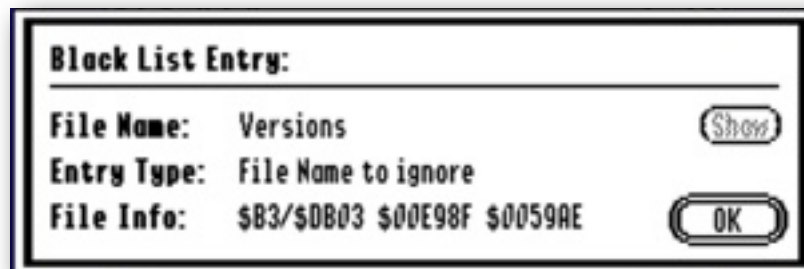 Black List Entry:
File Name: Versions Show
Entry Type: File Name to ignore
File Info: $B3/$DB03 $00E98F $0059AE
OK